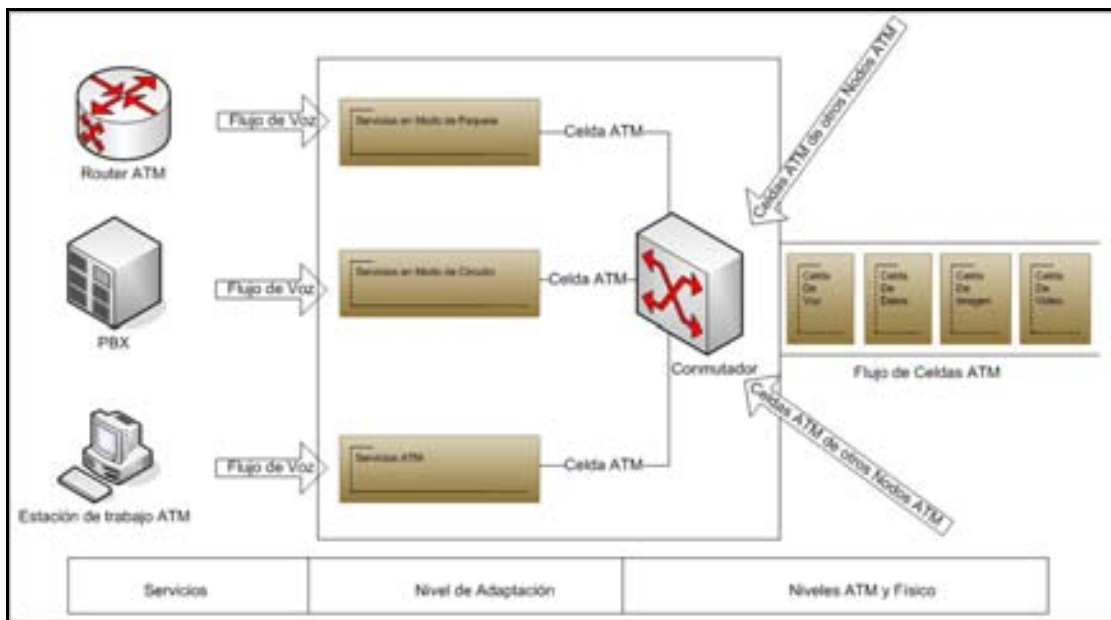 Router ATM
Flujo de Voz
Servicios en Modo de Paquete
Celda ATM
Celdas ATM de otros Nodos ATM
PBX
Flujo de Voz
Servicios en Modo de Circuito
Celda ATM
Conmutador
Celda
De
Voz
Celda
De
Datos
Celda
De
Imagen
Celda
De
Video
Flujo de Celdas ATM
Celdas ATM de otros Nodos ATM
Estación de trabajo ATM
Flujo de Voz
Servicios ATM
Celda ATM
Servicios
Nivel de Adaptación
Niveles ATM y Físico